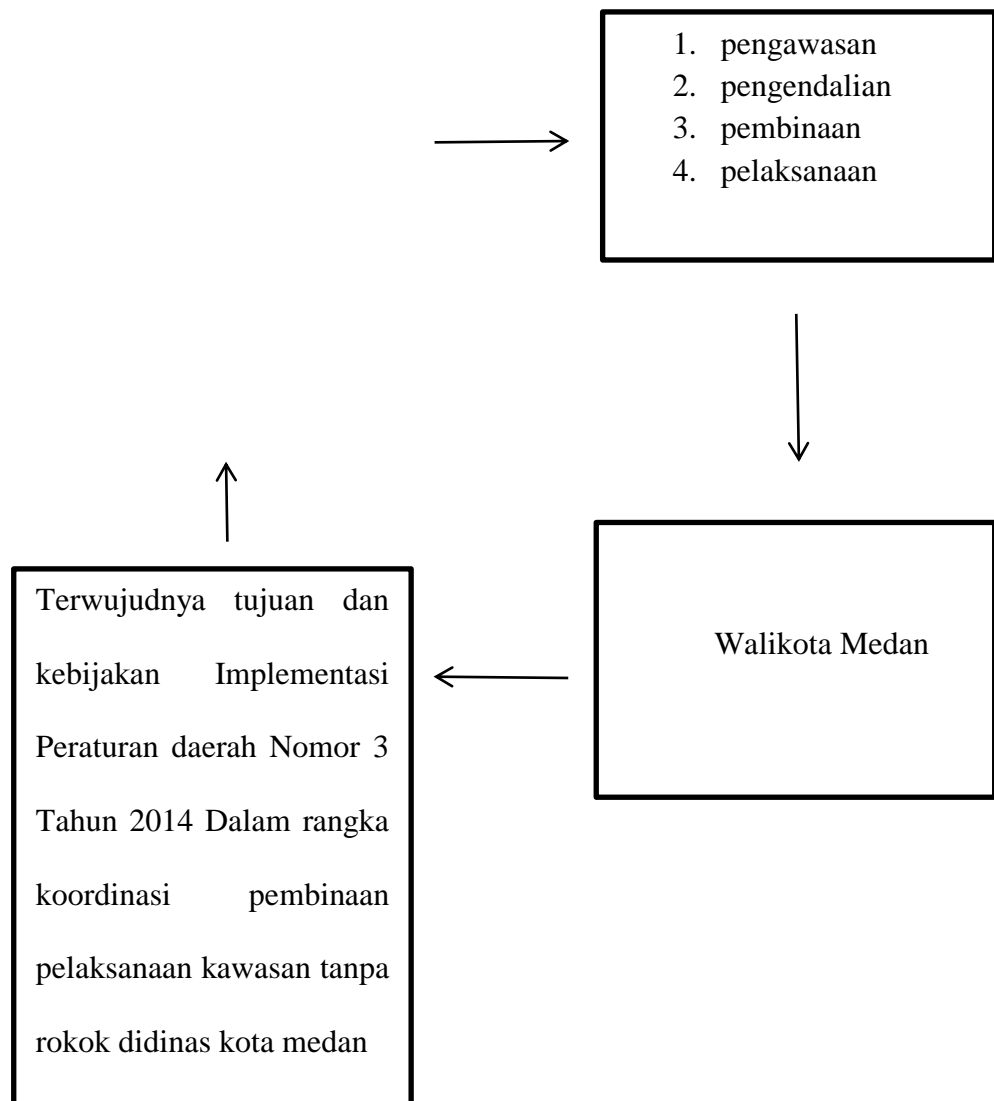 1. pengawasan
2. pengendalian
3. pembinaan
4. pelaksanaan
Walikota Medan
Terwujudnya tujuan dan
kebijakan Implementasi
Peraturan daerah Nomor 3
Tahun 2014 Dalam rangka
koordinasi pembinaan
pelaksanaan kawasan tanpa
rokok didinas kota medan